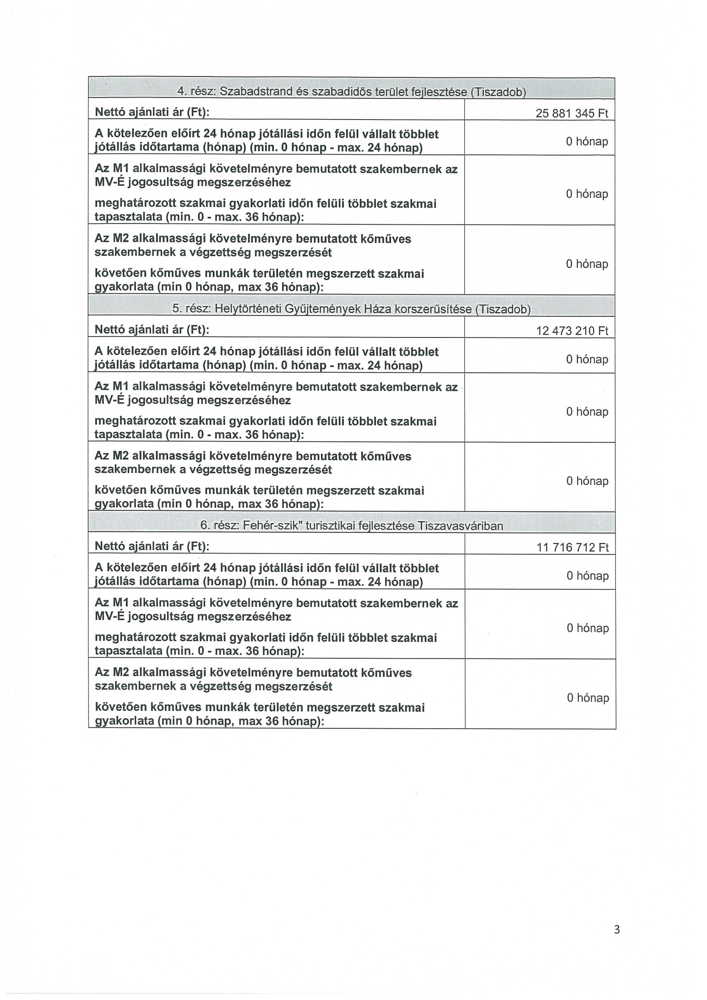 4. rész: Szabadstrand és szabadidős terület fejlesztése (Tiszadob)
Nettó ajánlati ár (Ft):
25 881 345 Ft
A kötelezően előírt 24 hónap jótállási időn felül vállalt többlet
jótállás időtartama (hónap) (min. 0 hónap - max. 24 hónap)
0 hónap
Az M1 alkalmassági követelményre bemutatott szakembernek az
MV-É jogosultság megszerzéséhez
meghatározott szakmai gyakorlati időn felüli többlet szakmai
tapasztalata (min. 0 - max. 36 hónap):
0 hónap
Az M2 alkalmassági követelményre bemutatott kőműves
szakembernek a végzettség megszerzését
követően kőműves munkák területén megszerzett szakmai
gyakorlata (min 0 hónap, max 36 hónap):
0 hónap
5. rész: Helytörténeti Gyűjtemények Háza korszerűsítése (Tiszadob)
Nettó ajánlati ár (Ft):
12 473 210 Ft
A kötelezően előírt 24 hónap jótállási időn felül vállalt többlet
jótállás időtartama (hónap) (min. 0 hónap - max. 24 hónap)
0 hónap
Az M1 alkalmassági követelményre bemutatott szakembernek az
MV-É jogosultság megszerzéséhez
meghatározott szakmai gyakorlati időn felüli többlet szakmai
tapasztalata (min. 0 - max. 36 hónap):
0 hónap
Az M2 alkalmassági követelményre bemutatott kőműves
szakembernek a végzettség megszerzését
követően kőműves munkák területén megszerzett szakmai
gyakorlata (min 0 hónap, max 36 hónap):
0 hónap
6. rész: Fehér-szik" turisztikai fejlesztése Tiszavasváriban
Nettó ajánlati ár (Ft):
11 716 712 Ft
A kötelezően előírt 24 hónap jótállási időn felül vállalt többlet
jótállás időtartama (hónap) (min. 0 hónap - max. 24 hónap)
0 hónap
Az M1 alkalmassági követelményre bemutatott szakembernek az
MV-É jogosultság megszerzéséhez
meghatározott szakmai gyakorlati időn felüli többlet szakmai
tapasztalata (min. 0 - max. 36 hónap):
0 hónap
Az M2 alkalmassági követelményre bemutatott kőműves
szakembernek a végzettség megszerzését
követően kőműves munkák területén megszerzett szakmai
gyakorlata (min 0 hónap, max 36 hónap):
0 hónap
3